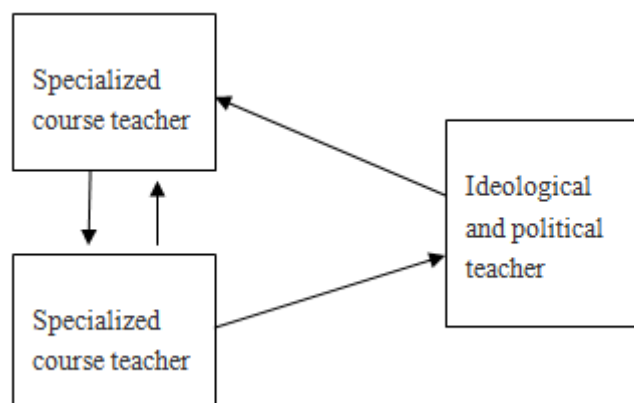 Specialized
course teacher
Ideological
and political
teacher
Specialized
course teacher